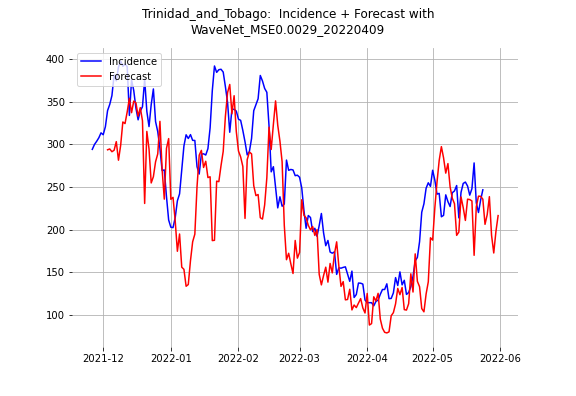 Trinidad_and_Tobago:  Incidence + Forecast with
WaveNet_MSE0.0029_20220409
Incidence
Forecast
400
350
300
250
200
150
100
2021-12 2022-01 2022-02 2022-03 2022-04 2022-05 2022-06